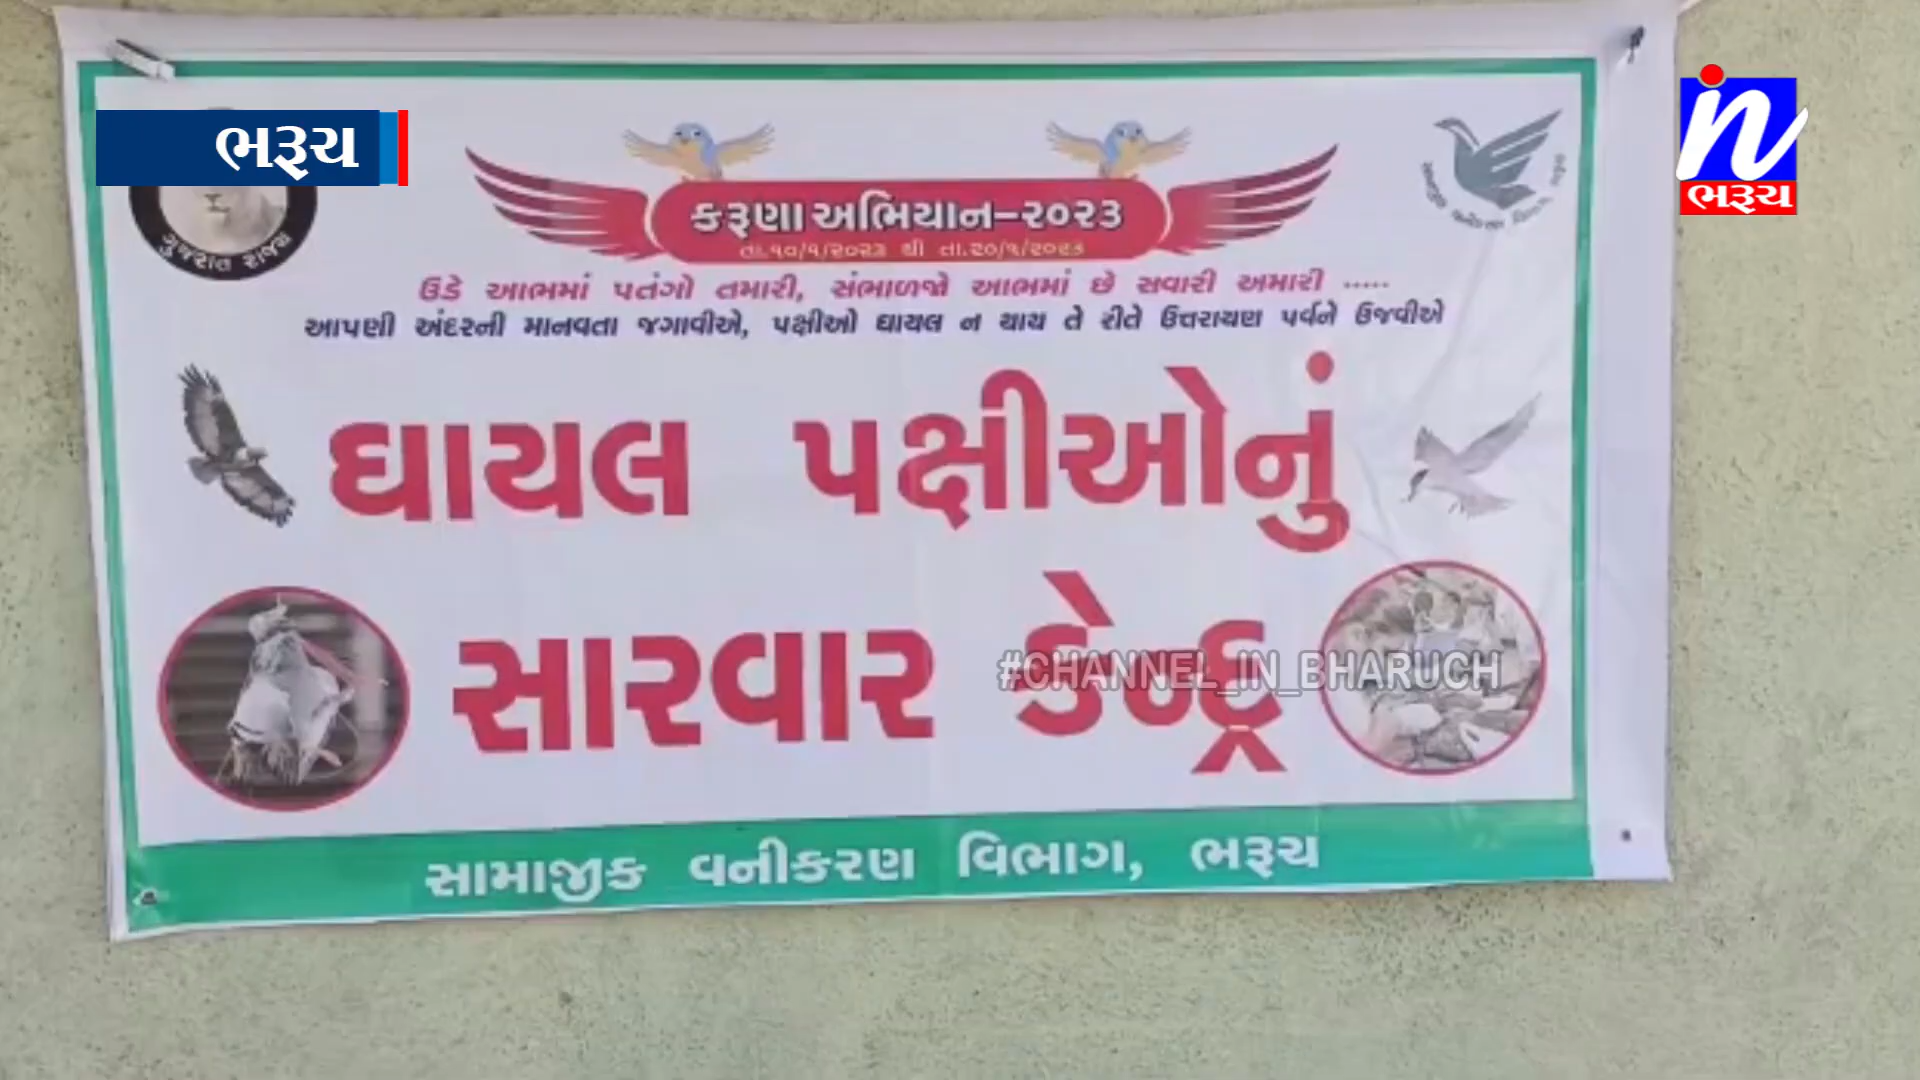 ભરૂચ
in
ભરૂચ
ગુજરાત રાજ્ય
કરૂણા અભિયાન-૨૦૨૩
તા.૧૦/૧/૨૦૨૩ થી તા.૨૦/૧/૨૦૨૩
ઉડે આભમાં પતંગો તમારી, સંભાળજો આભમાં છે સવારી અમારી .....
આપણી અંદરની માનવતા જગાવીએ, પક્ષીઓ ઘાયલ ન થાય તે રીતે ઉત્તરાયણ પર્વને ઉજવીએ
ઘાયલ પક્ષીઓનું
સારવાર કેન્દ્ર
#CHANNEL_IN_BHARUCH
સામાજીક વનીકરણ વિભાગ, ભરૂચ